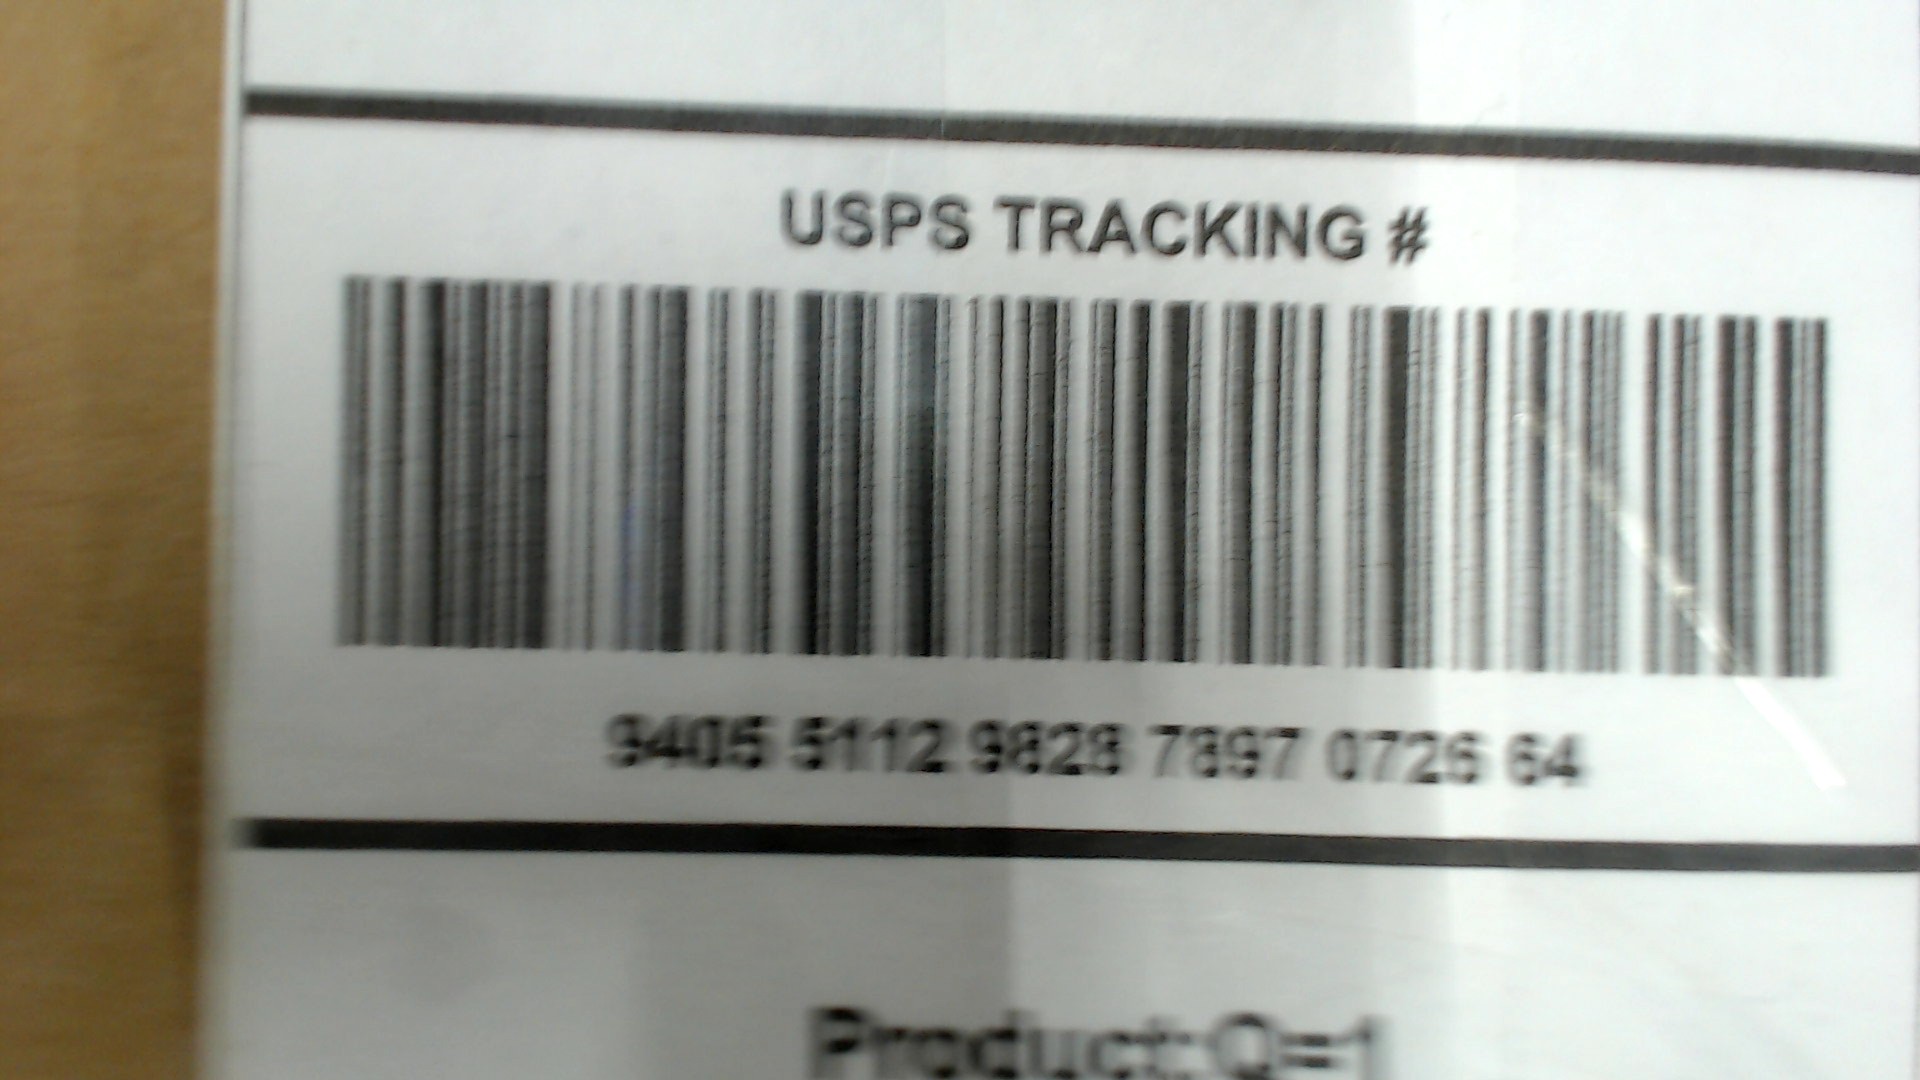 USPS TRACKING #
9405 5112 9828 7897 0726 64
Product:Q=1